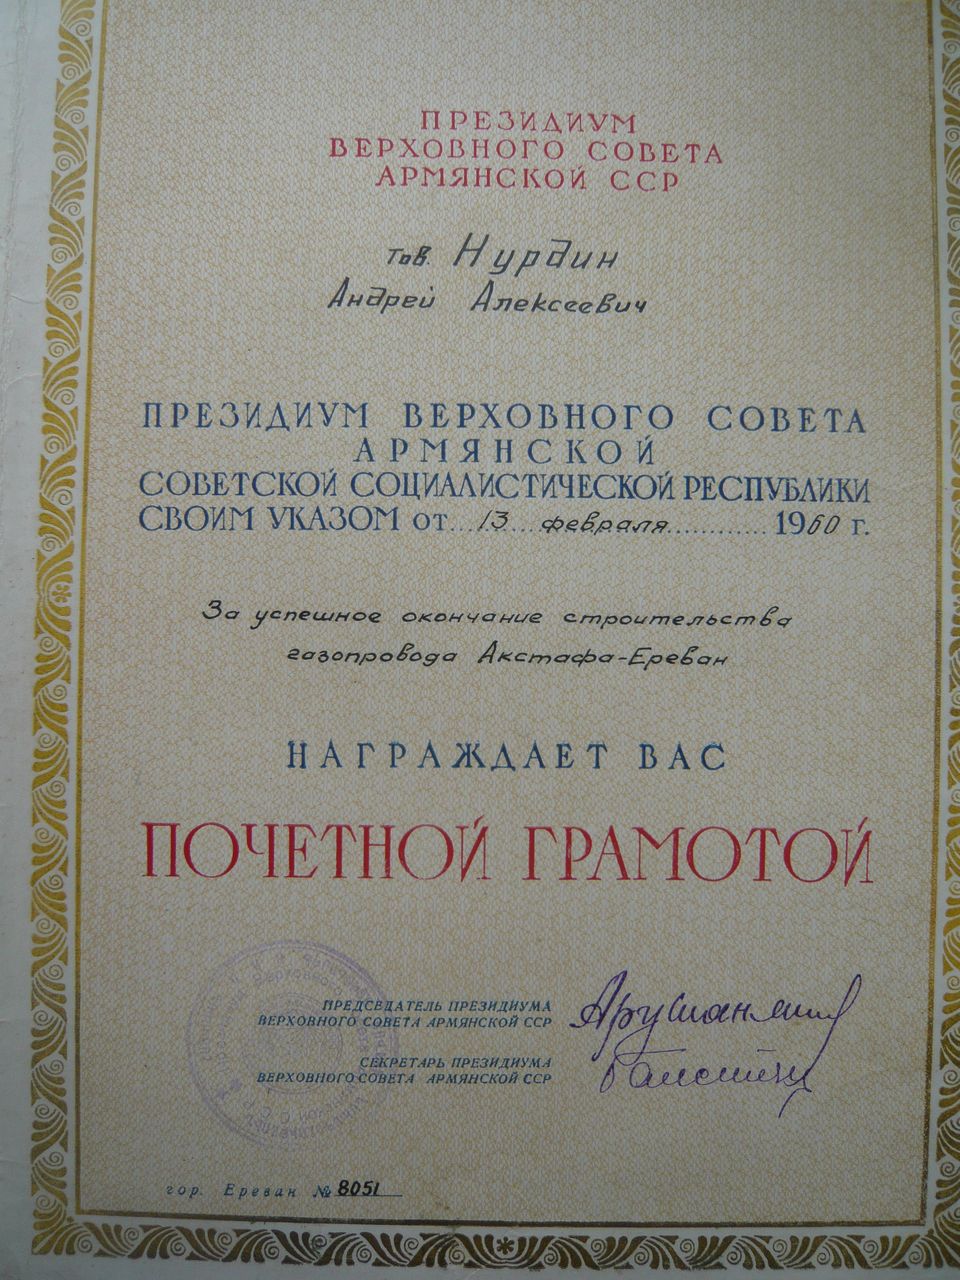 ПРЕЗИДИУМ
ВЕРХОВНОГО СОВЕТА
АРМЯНСКОЙ ССР
тов. Нурдин
Андрей Алексеевич
ПРЕЗИДИУМ ВЕРХОВНОГО СОВЕТА
АРМЯНСКОЙ
СОВЕТСКОЙ СОЦИАЛИСТИЧЕСКОЙ РЕСПУБЛИКИ
СВОИМ УКАЗОМ от 13 февраля 1960 г.
За успешное окончание строительства
газопровода Акстафа-Ереван
НАГРАЖДАЕТ ВАС
ПОЧЕТНОЙ ГРАМОТОЙ
ПРЕДСЕДАТЕЛЬ ПРЕЗИДИУМА
ВЕРХОВНОГО СОВЕТА АРМЯНСКОЙ ССР
СЕКРЕТАРЬ ПРЕЗИДИУМА
ВЕРХОВНОГО СОВЕТА АРМЯНСКОЙ ССР
гор. Ереван № 8051